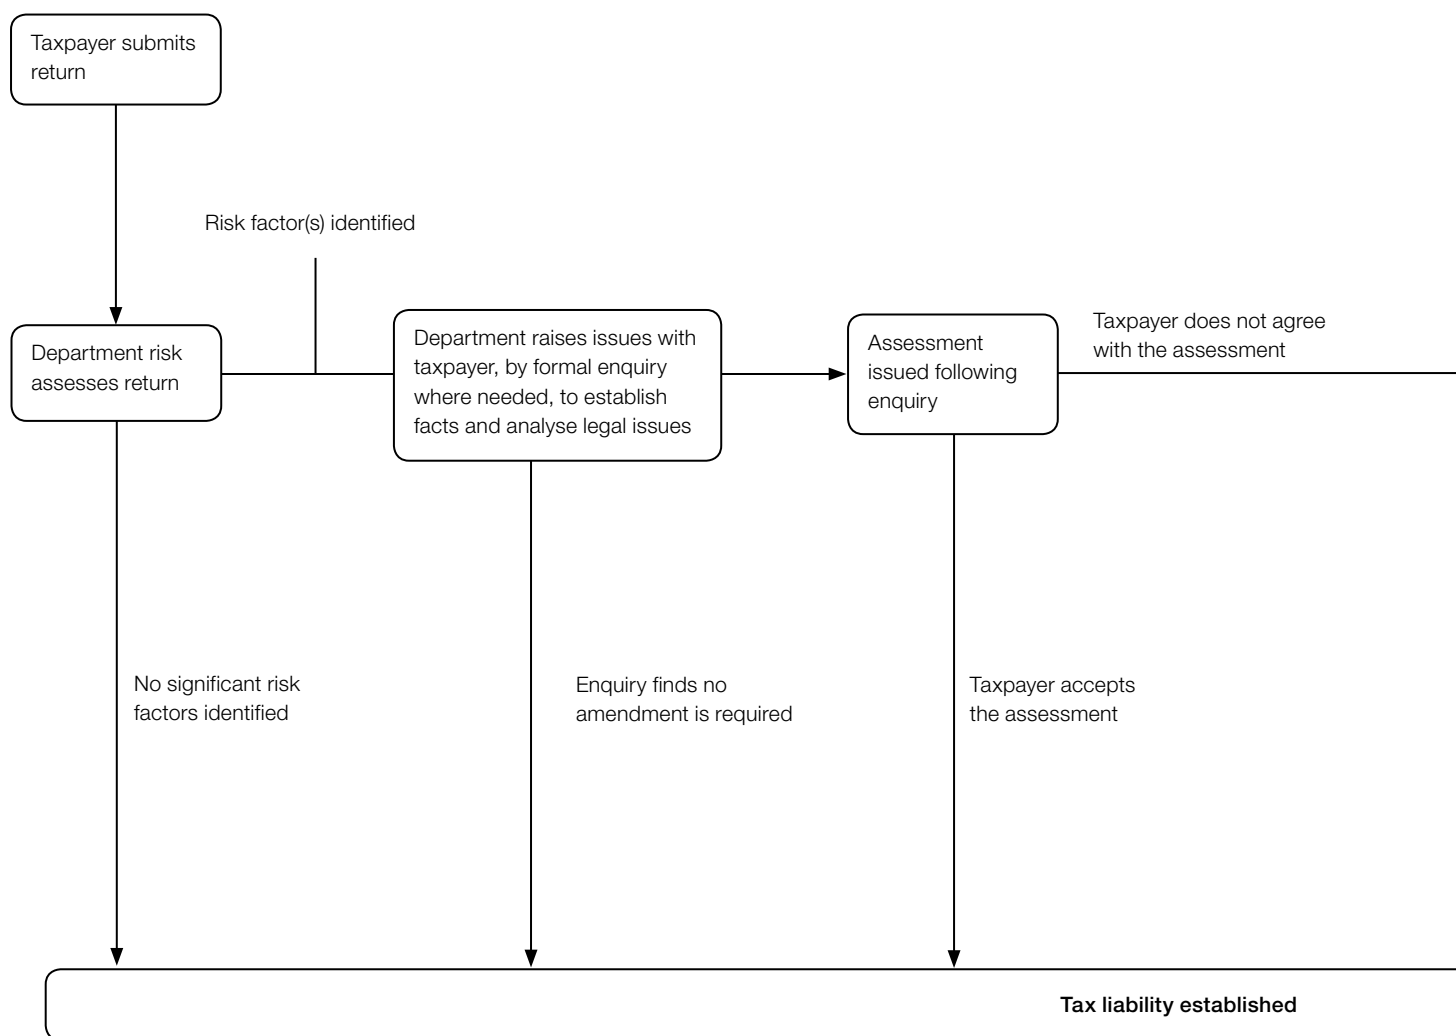 Taxpayer submits
return
Risk factor(s) identified
Department risk
assesses return
Department raises issues with
taxpayer, by formal enquiry
where needed, to establish
facts and analyse legal issues
Assessment
issued following
enquiry
Taxpayer does not agree
with the assessment
No significant risk
factors identified
Enquiry finds no
amendment is required
Taxpayer accepts
the assessment
Tax liability established